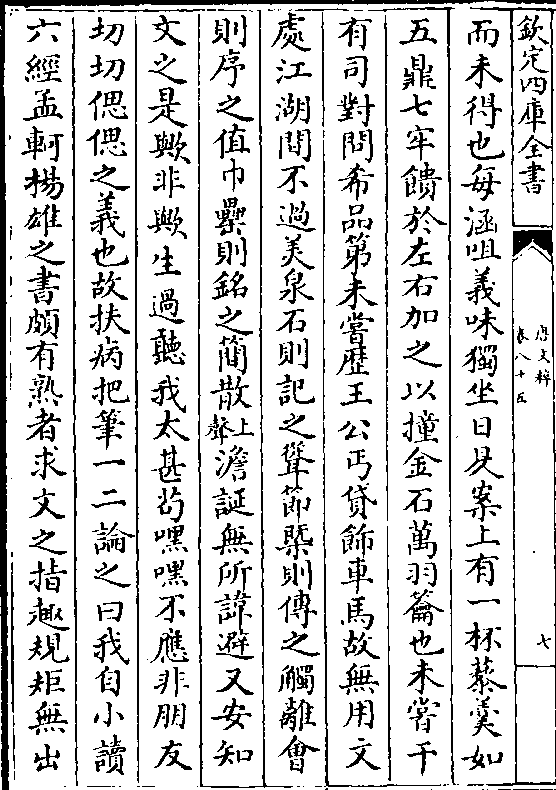 欽定四庫全書
唐文粹
卷八十五
七
而未得也每涵咀義味獨坐日昃案上有一杯藜羮如
五鼎七牢饋於左右加之以撞金石萬羽籥也未嘗干
有司對問希品第未嘗歴王公丐貸飾車馬故無用文
處江湖間不過美泉石則記之聳節槩則傳之觴離會
則序之值巾罍則銘之簡散上聲澹誕無所諱避又安知
文之是歟非歟生過聽我太甚茍嘿嘿不應非朋友
切切偲偲之義也故扶病把筆一二論之曰我自小讀
六經孟軻楊雄之書頗有熟者求文之指趣規矩無出